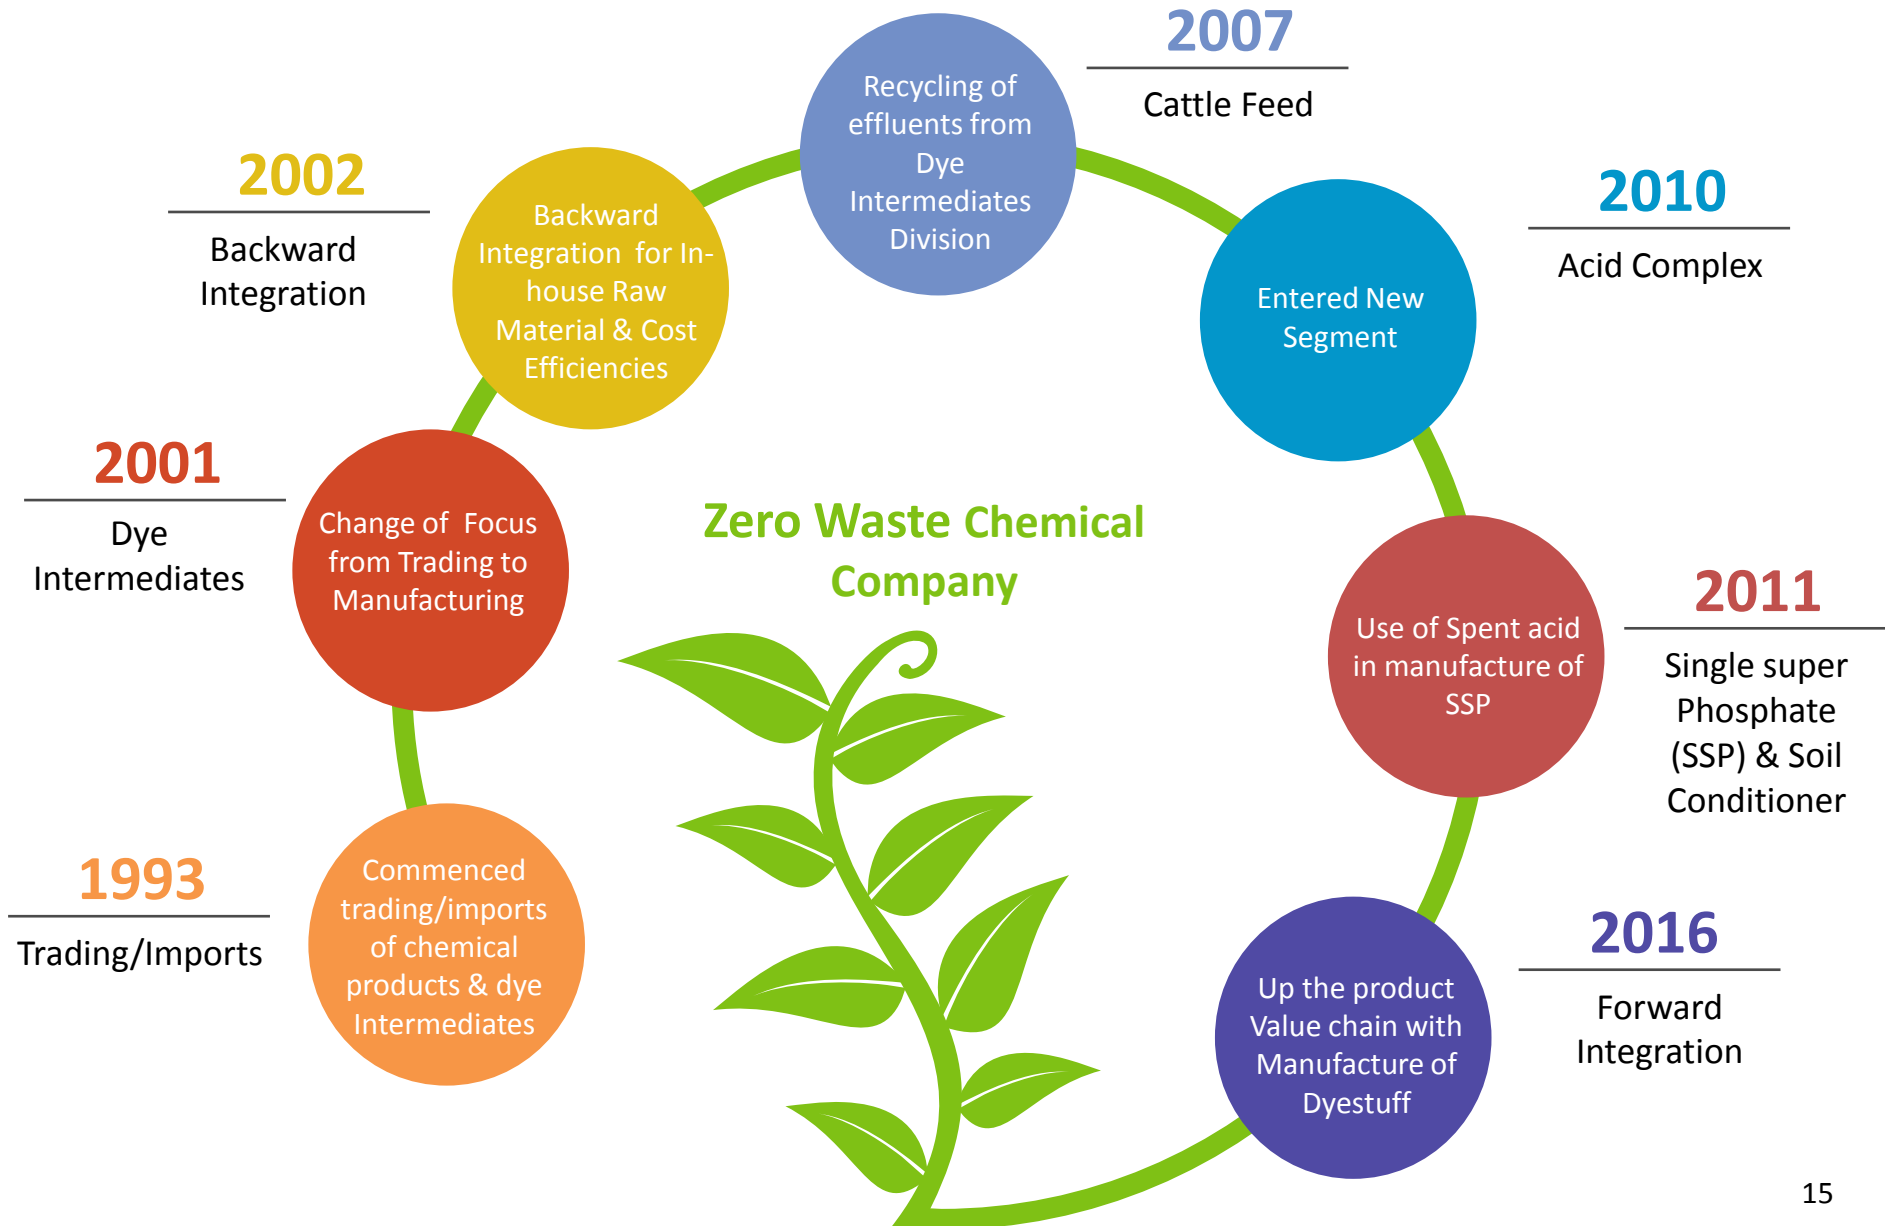 1993
Trading/Imports
Commenced
trading/imports
of chemical
products & dye
Intermediates
2001
Dye
Intermediates
Change of Focus
from Trading to
Manufacturing
2002
Backward
Integration
Backward
Integration for In-
house Raw
Material & Cost
Efficiencies
2007
Cattle Feed
Recycling of
effluents from
Dye
Intermediates
Division
2010
Acid Complex
Entered New
Segment
2011
Single super
Phosphate
(SSP) & Soil
Conditioner
Use of Spent acid
in manufacture of
SSP
2016
Forward
Integration
Up the product
Value chain with
Manufacture of
Dyestuff
Zero Waste Chemical
Company
15